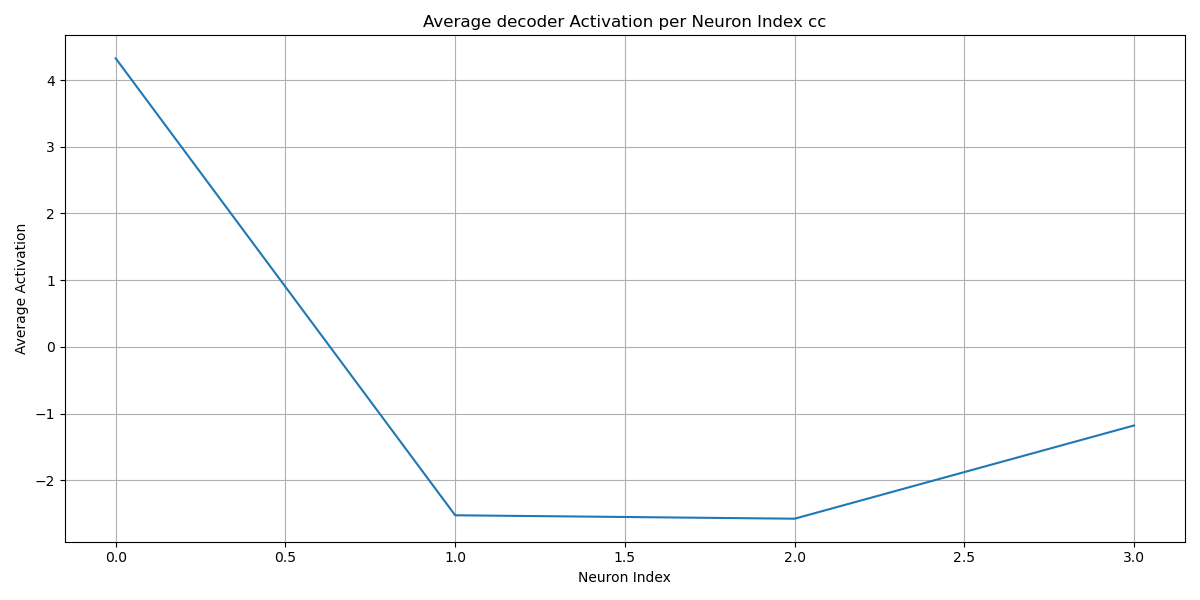 Average decoder Activation per Neuron Index cc
Average Activation
4
3
2
1
0
−1
−2
0.0 0.5 1.0 1.5 2.0 2.5 3.0
Neuron Index